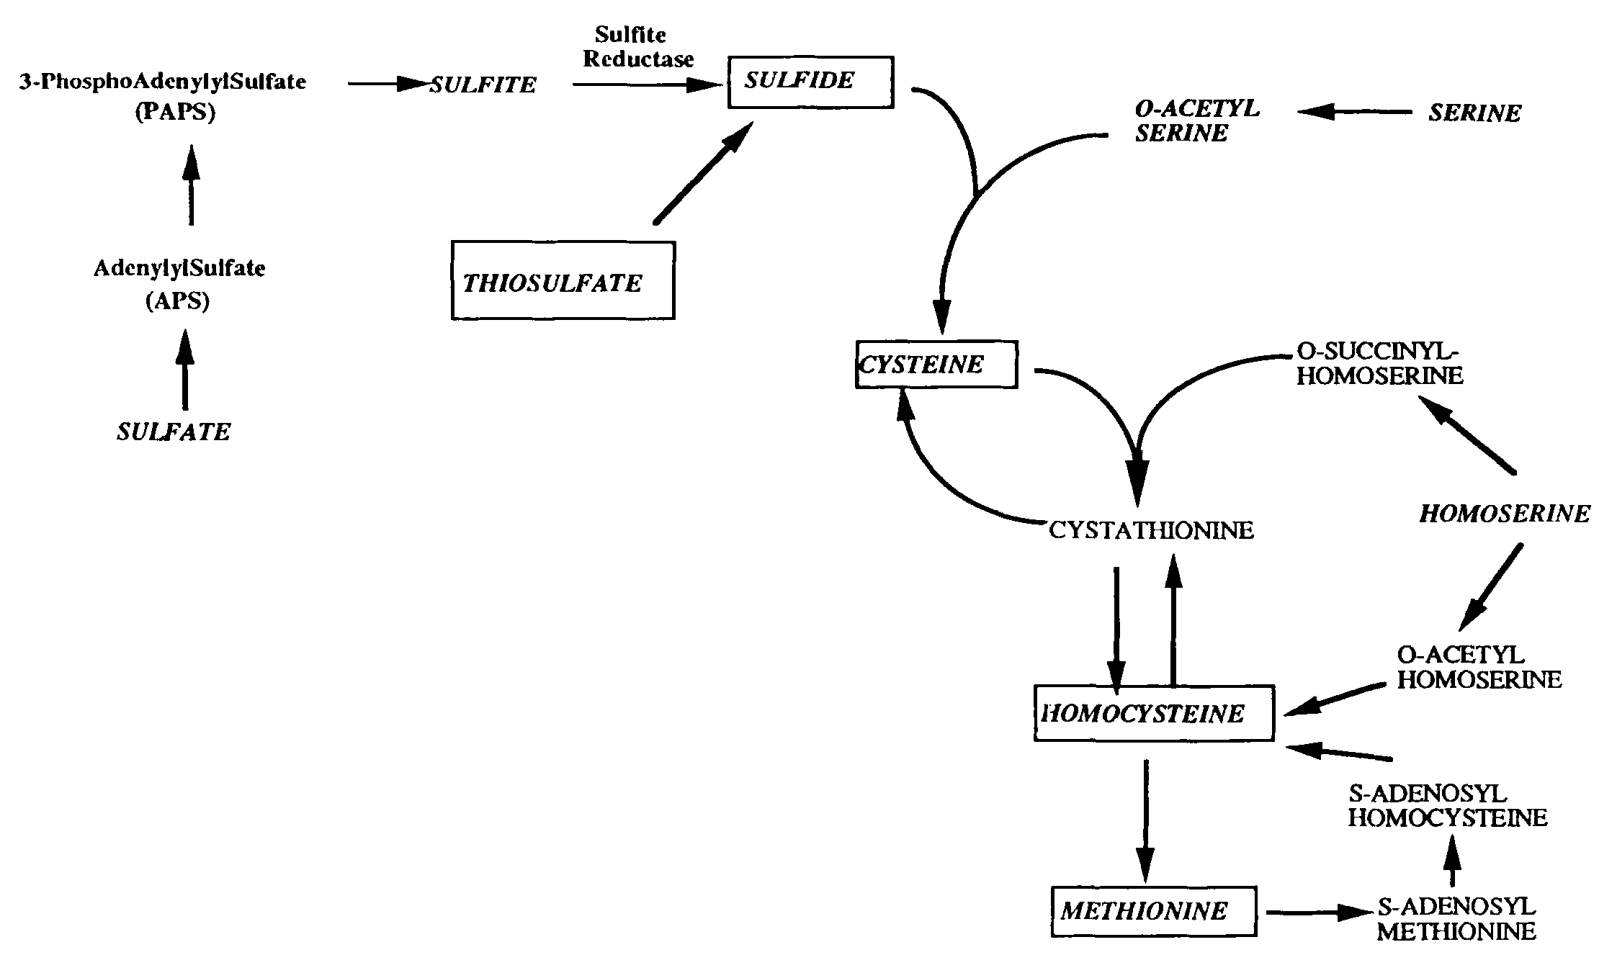 Sulfite
Reductase
3-PhosphoAdenylylSulfate
(PAPS)
SULFITE
SULFIDE
O-ACETYL
SERINE
SERINE
AdenylylSulfate
(APS)
THIOSULFATE
SULFATE
CYSTEINE
O-SUCCINYL-
HOMOSERINE
HOMOSERINE
CYSTATHIONINE
O-ACETYL
HOMOSERINE
HOMOCYSTEINE
S-ADENOSYL
HOMOCYSTEINE
METHIONINE
S-ADENOSYL
METHIONINE